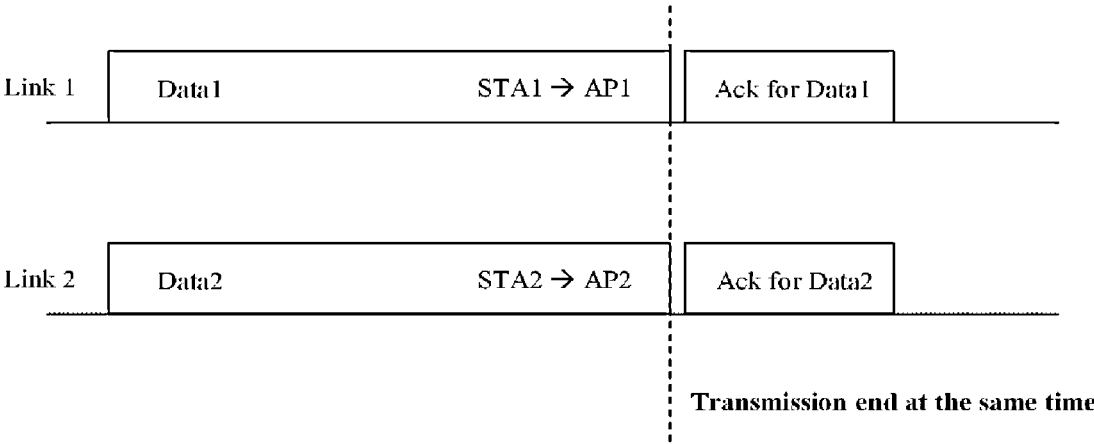 Link 1 Data1 STA1 → AP1 Ack for Data1
Link 2 Data2 STA2 → AP2 Ack for Data2
Transmission end at the same time